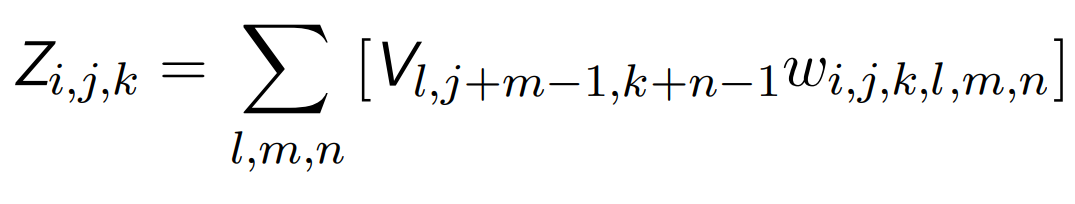 Z_{i,j,k} = \sum_{l,m,n} [V_{l,j+m-1,k+n-1} w_{i,j,k,l,m,n}]